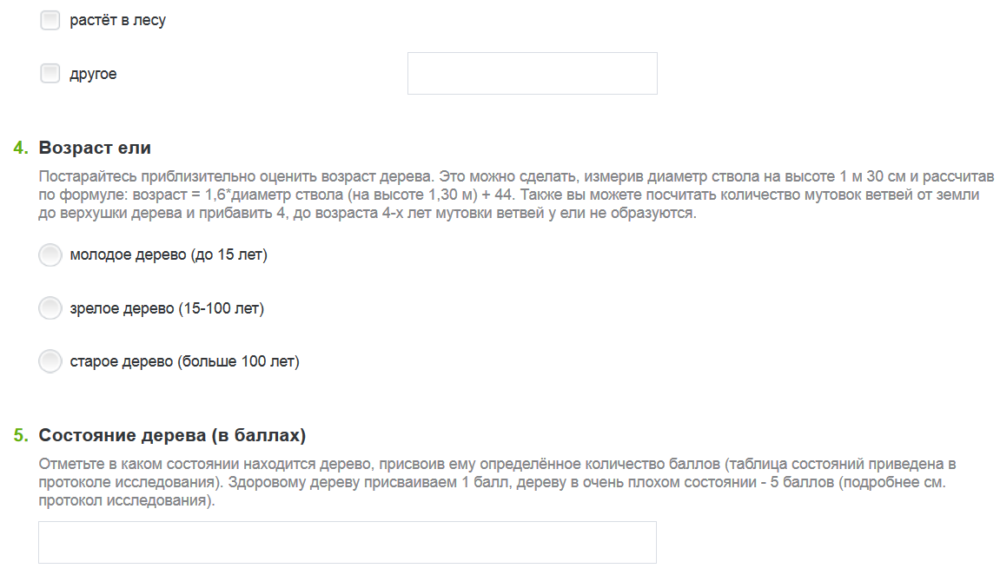 растёт в лесу
другое
4. Возраст ели
Постарайтесь приблизительно оценить возраст дерева. Это можно сделать, измерив диаметр ствола на высоте 1 м 30 см и рассчитав
по формуле: возраст = 1,6*диаметр ствола (на высоте 1,30 м) + 44. Также вы можете посчитать количество мутовок ветвей от земли
до верхушки дерева и прибавить 4, до возраста 4-х лет мутовки ветвей у ели не образуются.
молодое дерево (до 15 лет)
зрелое дерево (15-100 лет)
старое дерево (больше 100 лет)
5. Состояние дерева (в баллах)
Отметьте в каком состоянии находится дерево, присвоив ему определённое количество баллов (таблица состояний приведена в
протоколе исследования). Здоровому дереву присваиваем 1 балл, дереву в очень плохом состоянии - 5 баллов (подробнее см.
протокол исследования).